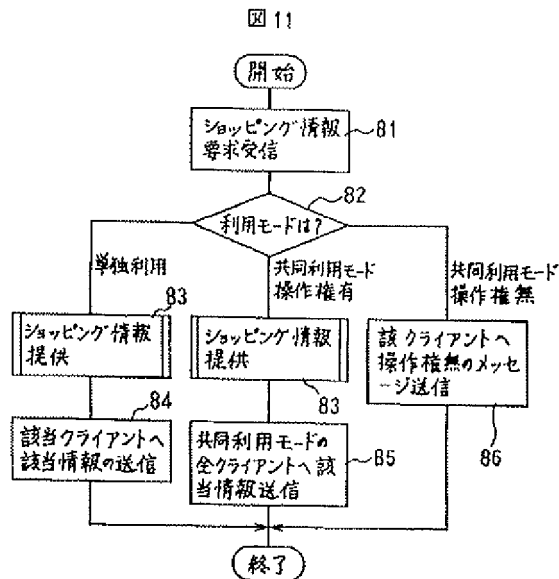 図 11
開始
ショッピング情報
要求受信
81
82
利用モードは?
単独利用
共同利用モード
操作権有
共同利用モード
操作権無
83
ショッピング情報
提供
ショッピング情報
提供
83
該クライアントへ
操作権無のメッセ
ージ送信
86
84
該当クライアントへ
該当情報の送信
共同利用モードの
全クライアントへ該
当情報送信
85
終了